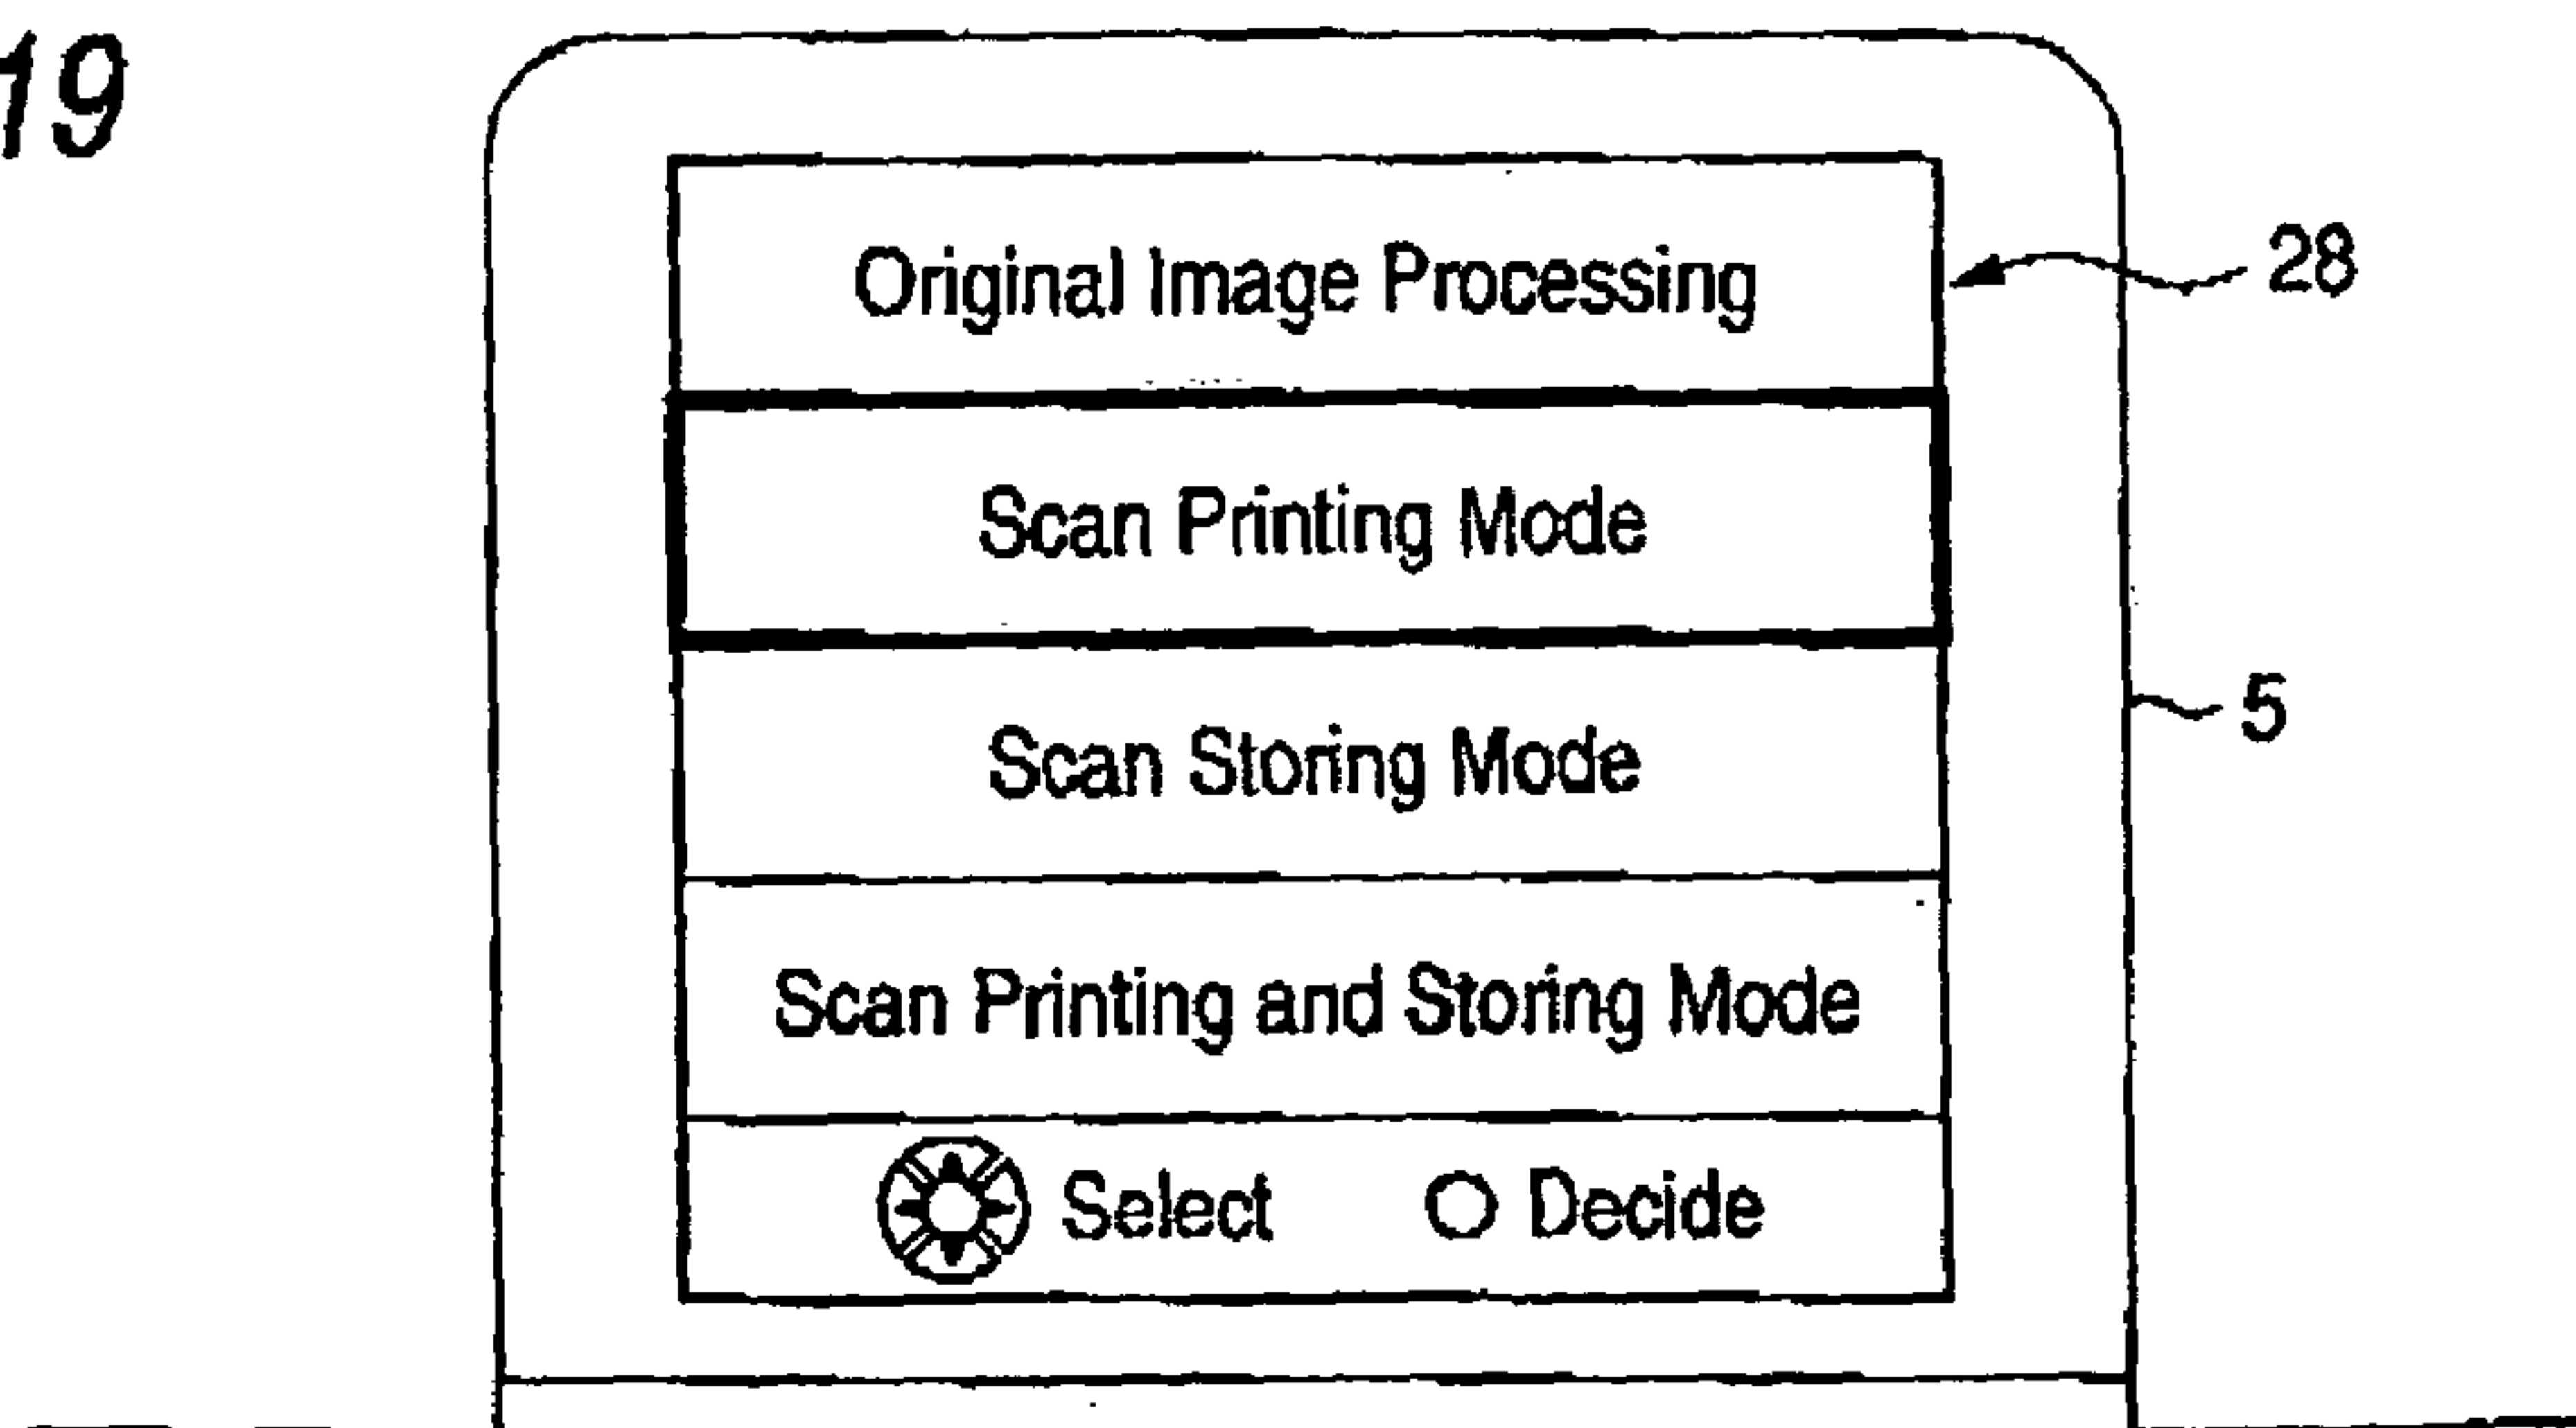 19
Original Image Processing
28
Scan Printing Mode
Scan Storing Mode
5
Scan Printing and Storing Mode
Select Decide